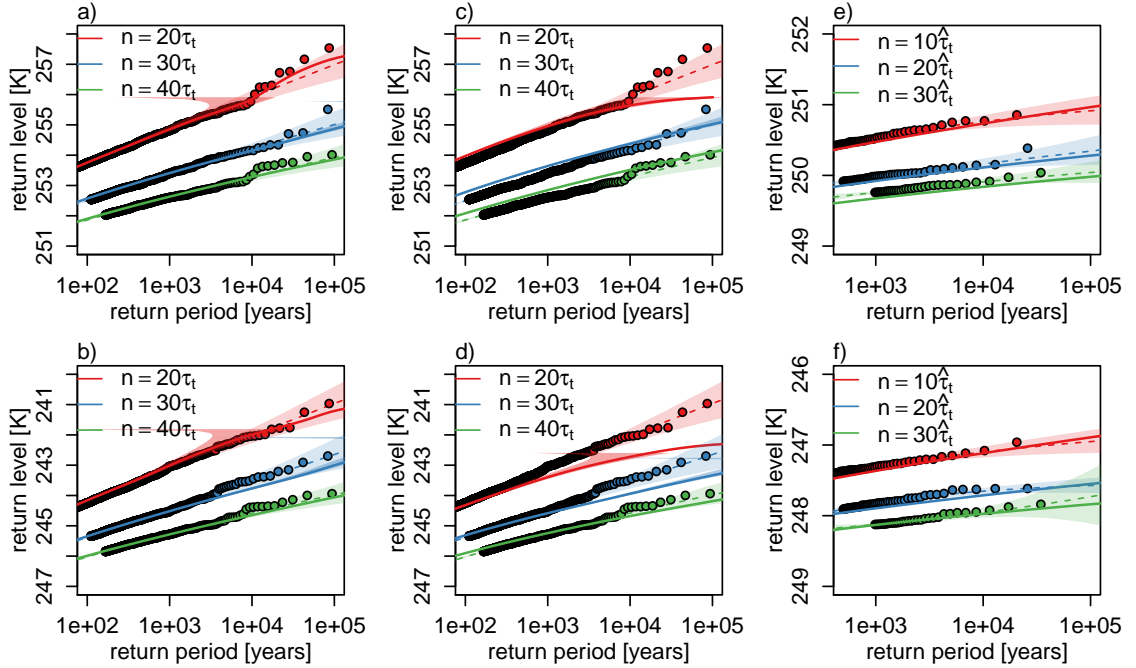 a)
n = 20τt
n = 30τt
n = 40τt
return level [K]
251 253 255 257
1e+02 1e+03 1e+04 1e+05
return period [years]
c)
n = 20τt
n = 30τt
n = 40τt
return level [K]
251 253 255 257
1e+02 1e+03 1e+04 1e+05
return period [years]
e)
n = 10τ̂t
n = 20τ̂t
n = 30τ̂t
return level [K]
249 250 251 252
1e+03 1e+04 1e+05
return period [years]
b)
n = 20τt
n = 30τt
n = 40τt
return level [K]
247 245 243 241
1e+02 1e+03 1e+04 1e+05
return period [years]
d)
n = 20τt
n = 30τt
n = 40τt
return level [K]
247 245 243 241
1e+02 1e+03 1e+04 1e+05
return period [years]
f)
n = 10τ̂t
n = 20τ̂t
n = 30τ̂t
return level [K]
249 248 247 246
1e+03 1e+04 1e+05
return period [years]